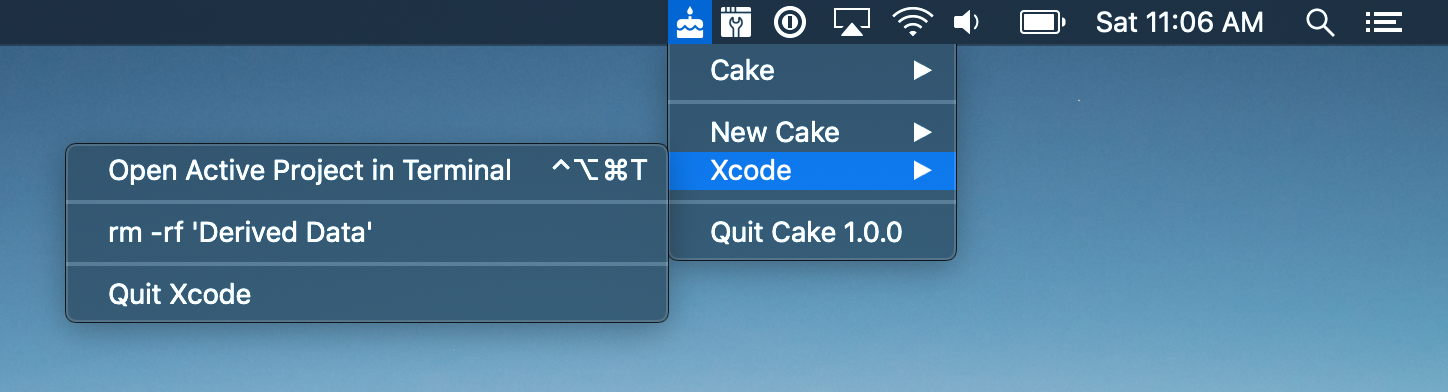 Sat 11:06 AM
Cake
New Cake
Xcode
Quit Cake 1.0.0
Open Active Project in Terminal ^⌥⌘T
rm -rf 'Derived Data'
Quit Xcode